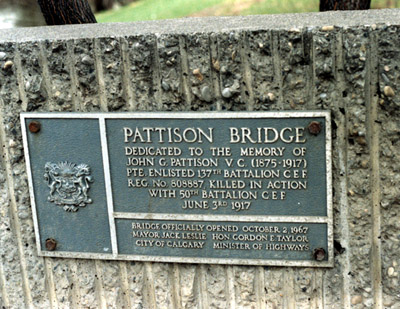 PATTISON BRIDGE
DEDICATED TO THE MEMORY OF
JOHN G. PATTISON V.C. (1875-1917)
PTE. ENLISTED 137TH BATTALION C E F
REG. NO. 808887 KILLED IN ACTION
WITH 50TH BATTALION C E F
JUNE 3RD 1917
BRIDGE OFFICIALLY OPENED OCTOBER 2, 1967
MAYOR JACK LESLIE HON. GORDON E. TAYLOR
CITY OF CALGARY MINISTER OF HIGHWAYS